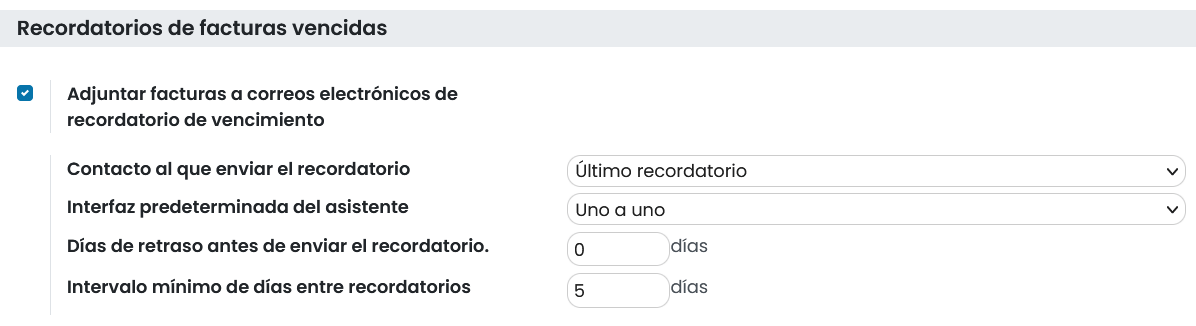 Recordatorios de facturas vencidas
Adjuntar facturas a correos electrónicos de
recordatorio de vencimiento
Contacto al que enviar el recordatorio
Último recordatorio
Interfaz predeterminada del asistente
Uno a uno
Días de retraso antes de enviar el recordatorio.
0 días
Intervalo mínimo de días entre recordatorios
5 días